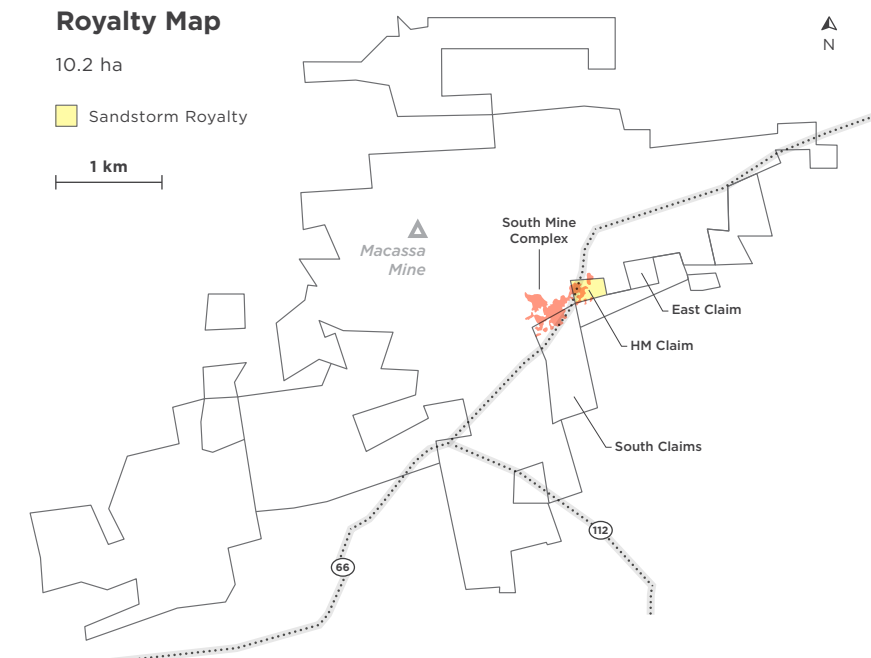 Royalty Map
10.2 ha
N
Sandstorm Royalty
1 km
South Mine
Complex
Macassa
Mine
East Claim
HM Claim
South Claims
112
66